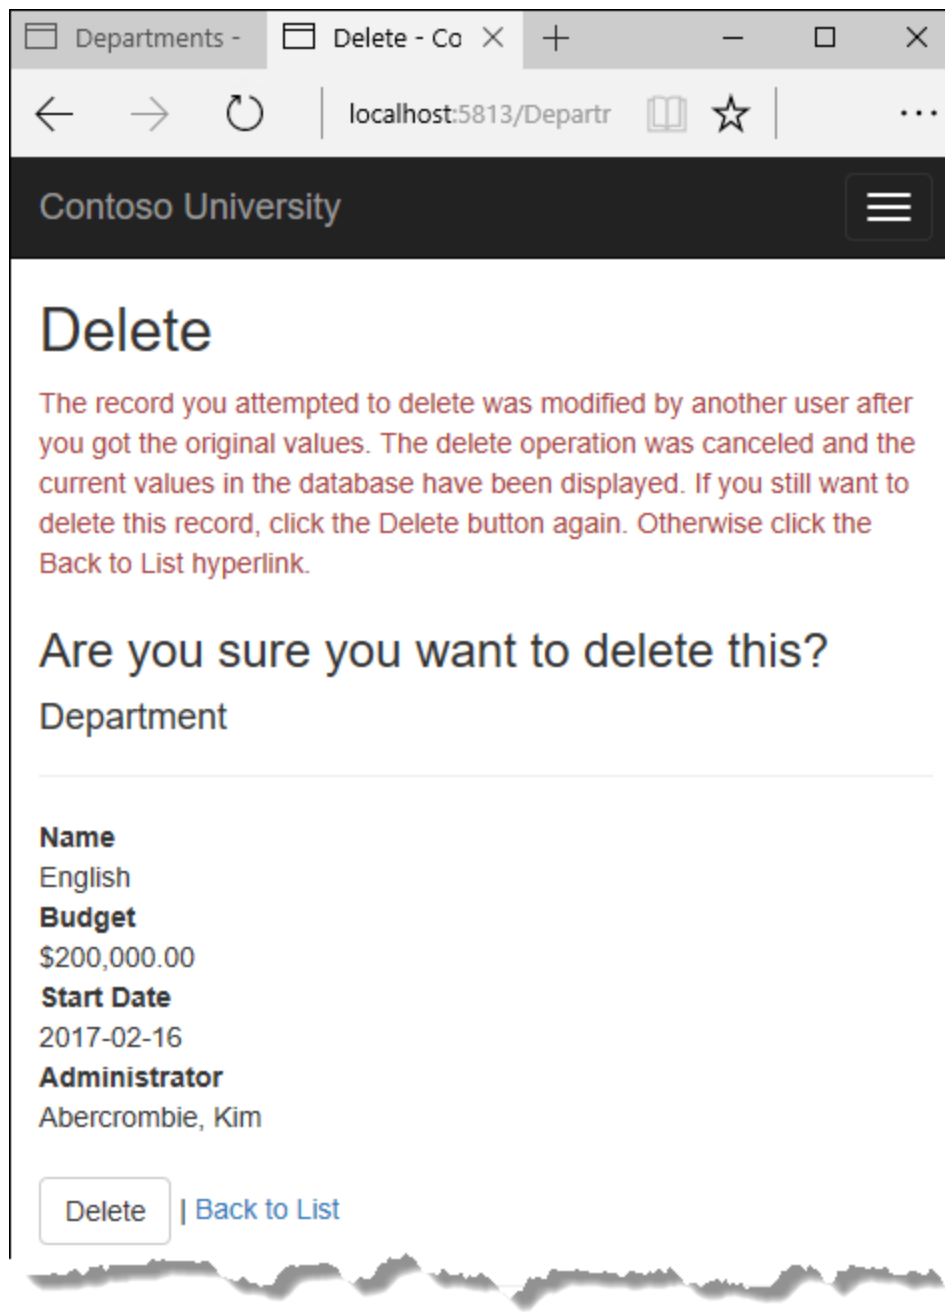 Departments -
Delete - Co
localhost:5813/Departr
Contoso University
Delete
The record you attempted to delete was modified by another user after
you got the original values. The delete operation was canceled and the
current values in the database have been displayed. If you still want to
delete this record, click the Delete button again. Otherwise click the
Back to List hyperlink.
Are you sure you want to delete this?
Department
Name
English
Budget
$200,000.00
Start Date
2017-02-16
Administrator
Abercrombie, Kim
Delete | Back to List